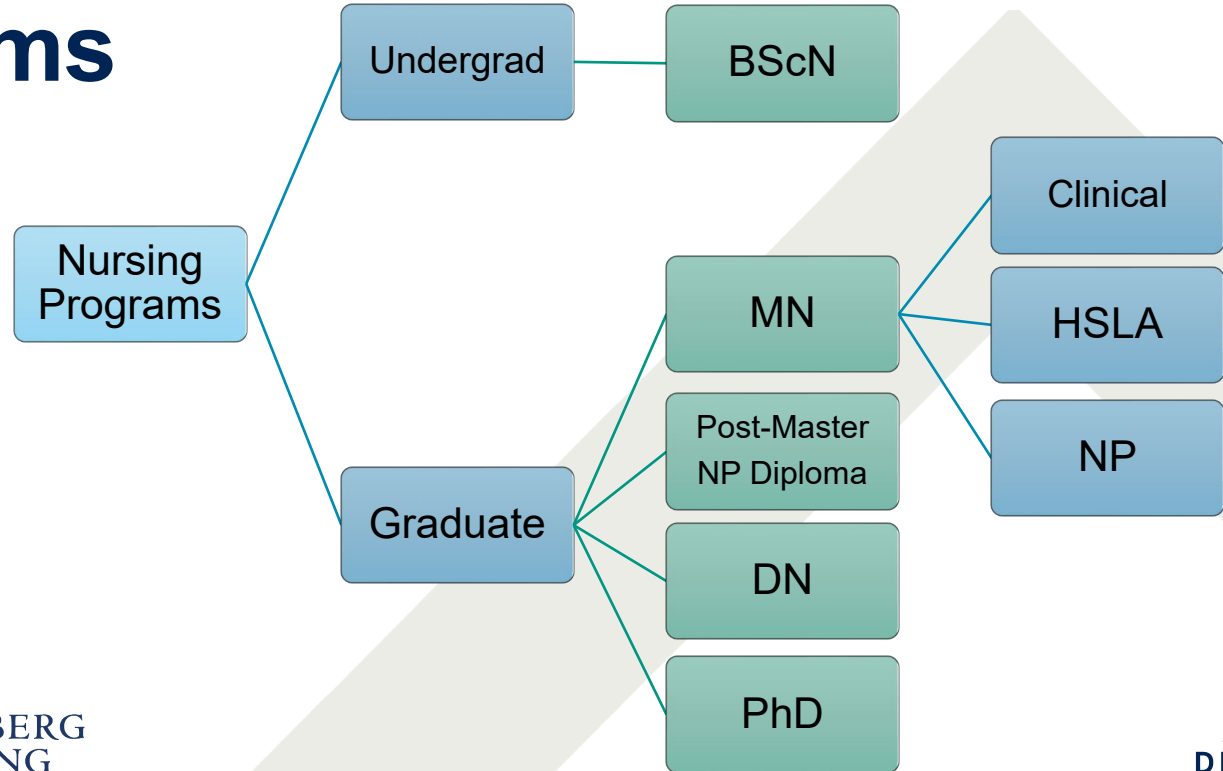 ms
Undergrad
BScN
Nursing
Programs
Clinical
MN
HSLA
Post-Master
NP Diploma
NP
Graduate
DN
PhD
BERG
NG